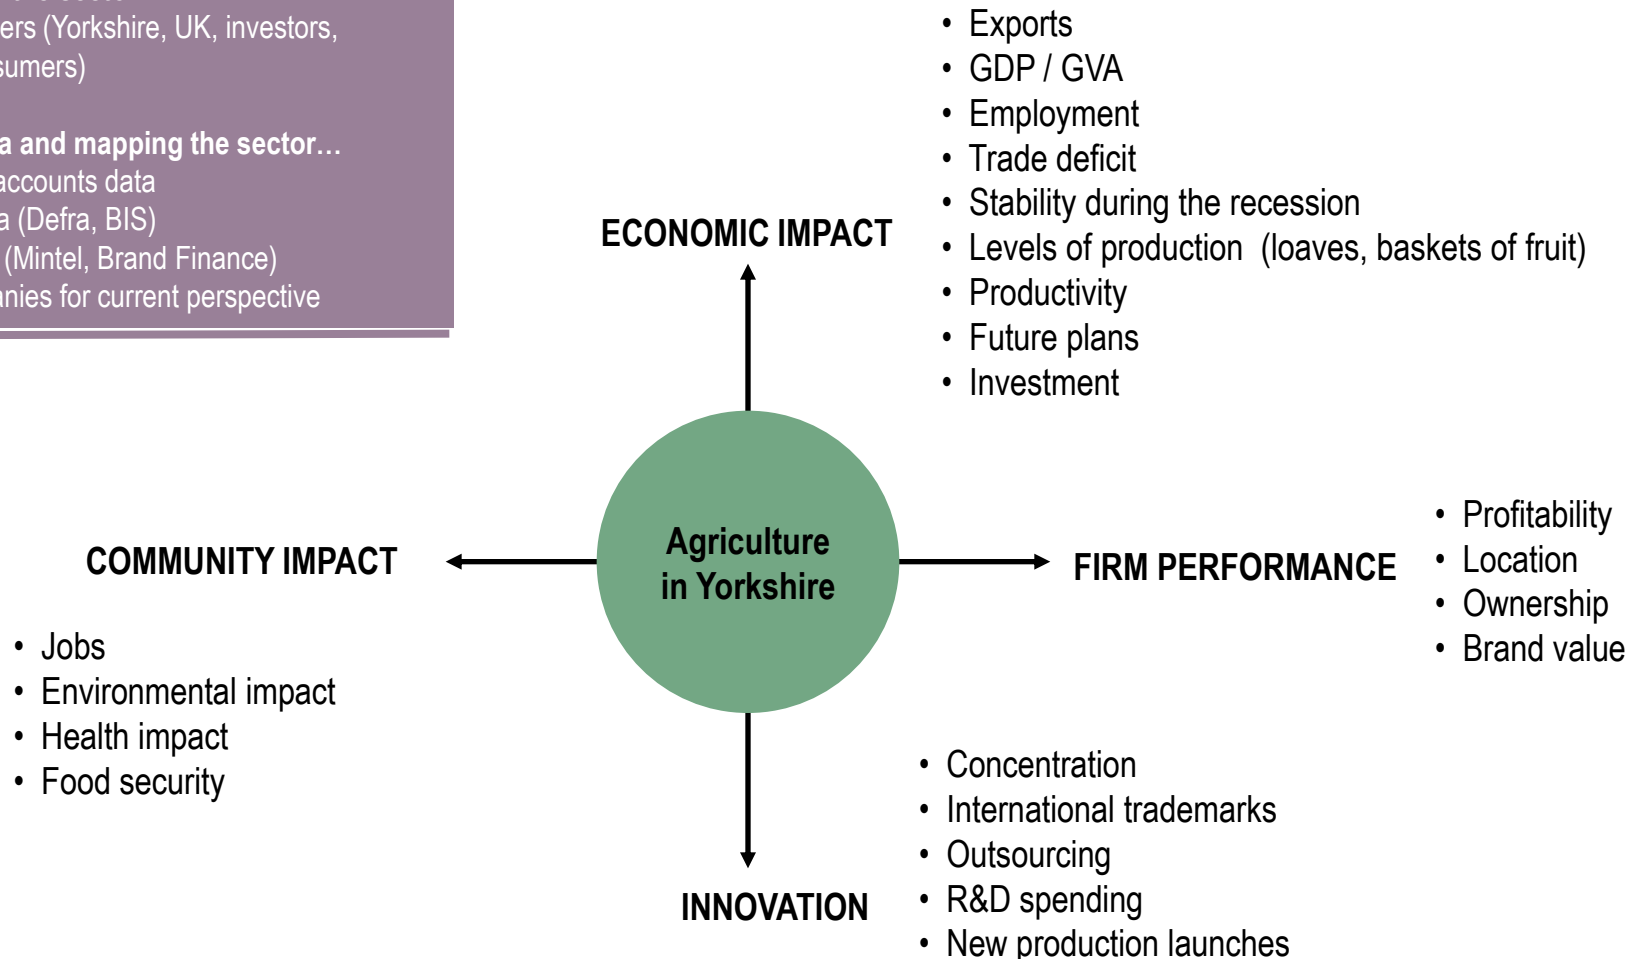 ers (Yorkshire, UK, investors,
sumers)
a and mapping the sector…
accounts data
a (Defra, BIS)
(Mintel, Brand Finance)
anies for current perspective
• Exports
• GDP / GVA
• Employment
• Trade deficit
• Stability during the recession
• Levels of production (loaves, baskets of fruit)
• Productivity
• Future plans
• Investment
ECONOMIC IMPACT
Agriculture
in Yorkshire
COMMUNITY IMPACT
• Jobs
• Environmental impact
• Health impact
• Food security
FIRM PERFORMANCE
• Profitability
• Location
• Ownership
• Brand value
INNOVATION
• Concentration
• International trademarks
• Outsourcing
• R&D spending
• New production launches